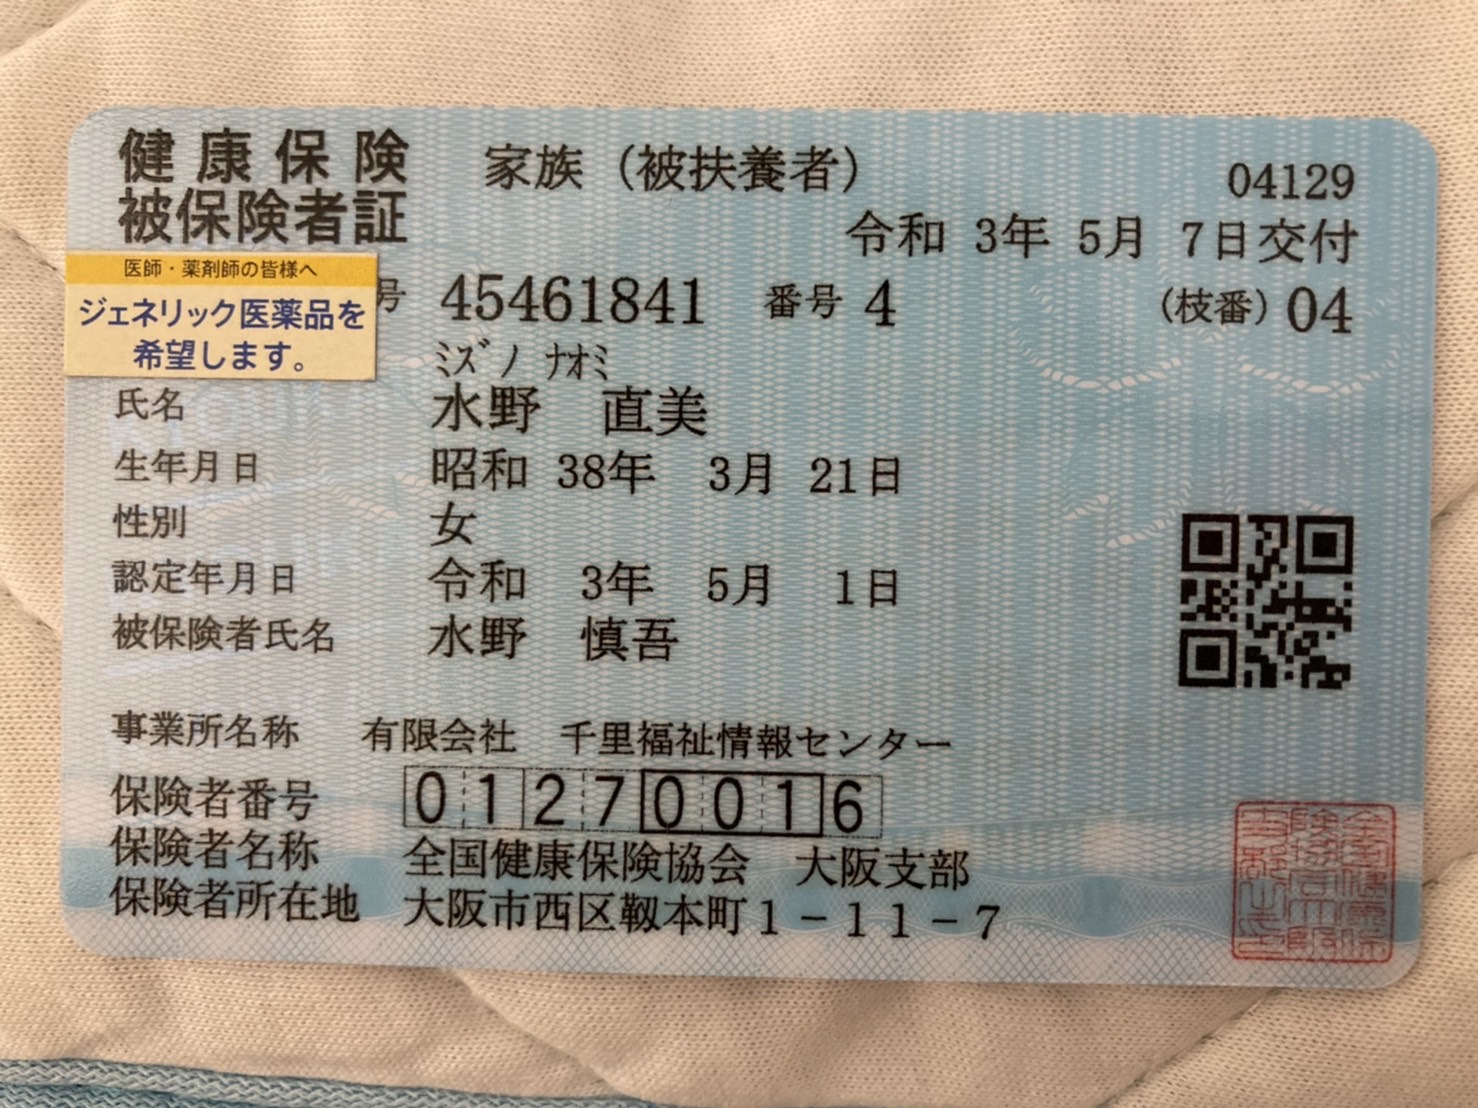 健康保険 家族（被扶養者） 04129
被保険者証 令和 3年 5月 7日交付
医師・薬剤師の皆様へ
ジェネリック医薬品を
希望します。
号 45461841 番号 4 （枝番）04
ﾐｽﾞﾉ ﾅｵﾐ
氏名 水野 直美
生年月日 昭和 38年 3月 21日
性別 女
認定年月日 令和 3年 5月 1日
被保険者氏名 水野 慎吾
事業所名称 有限会社 千里福祉情報センター
保険者番号 01270016
保険者名称 全国健康保険協会 大阪支部
保険者所在地 大阪市西区靱本町1－11－7